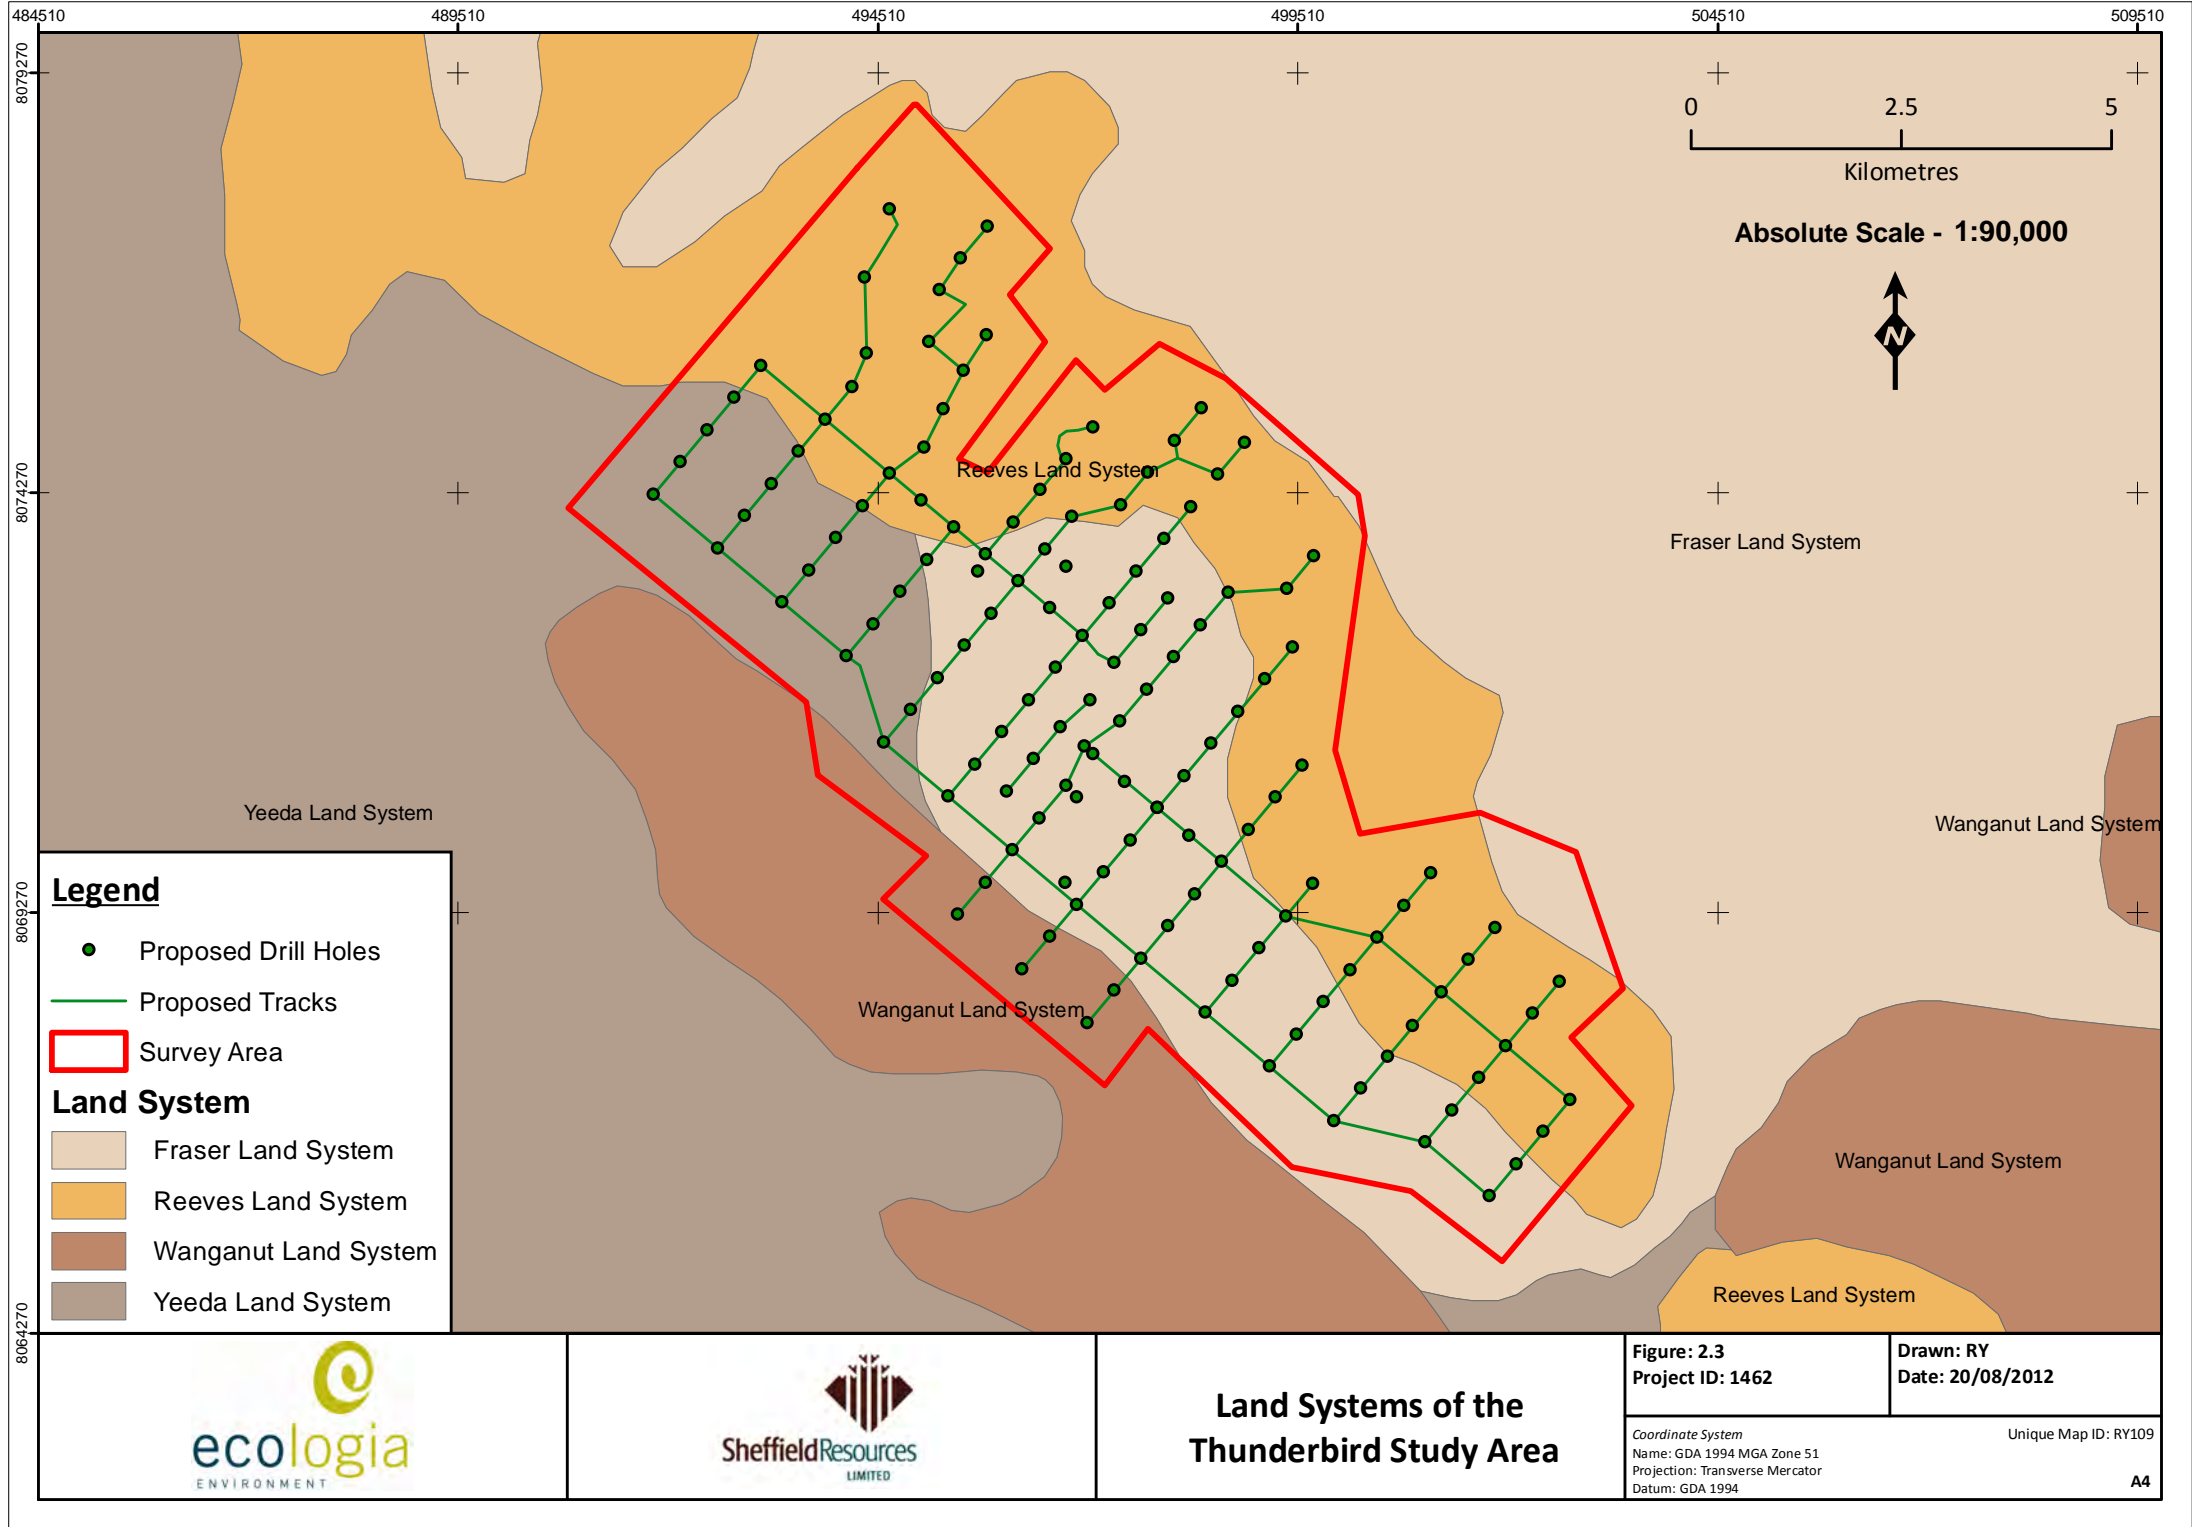 484510
489510
494510
499510
504510
509510
8079270
8074270
8069270
8064270
0 2.5 5
Kilometres
Absolute Scale - 1:90,000
N
Reeves Land System
Fraser Land System
Yeeda Land System
Wanganut Land System
Wanganut Land System
Wanganut Land System
Reeves Land System
Legend
Proposed Drill Holes
Proposed Tracks
Survey Area
Land System
Fraser Land System
Reeves Land System
Wanganut Land System
Yeeda Land System
ecologia
ENVIRONMENT
SheffieldResources
LIMITED
Land Systems of the
Thunderbird Study Area
Figure: 2.3
Project ID: 1462
Drawn: RY
Date: 20/08/2012
Coordinate System
Name: GDA 1994 MGA Zone 51
Projection: Transverse Mercator
Datum: GDA 1994
Unique Map ID: RY109
A4